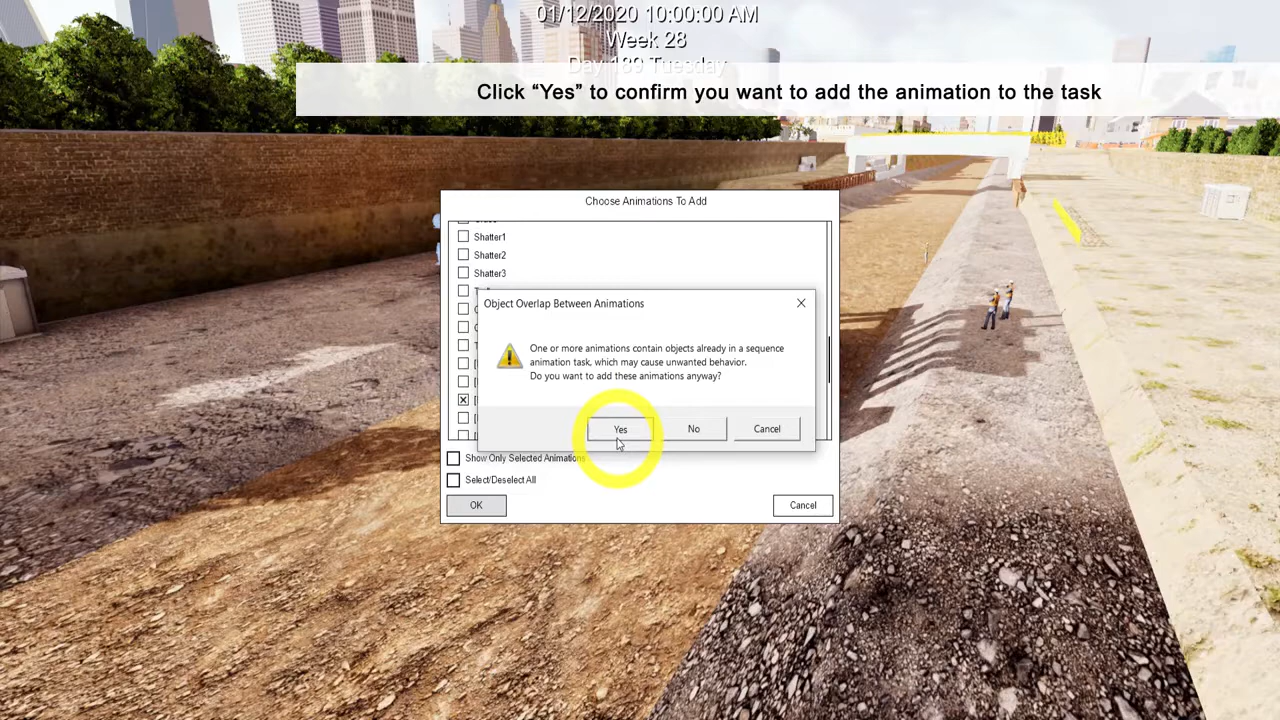 01/12/2020 10:00:00 AM
Week 28
Day 189 Tuesday
Click “Yes” to confirm you want to add the animation to the task
Choose Animations To Add
Shatter1
Shatter2
Shatter3
Object Overlap Between Animations
One or more animations contain objects already in a sequence
animation task, which may cause unwanted behavior.
Do you want to add these animations anyway?
Yes No Cancel
Show Only Selected Animations
Select/Deselect All
OK Cancel